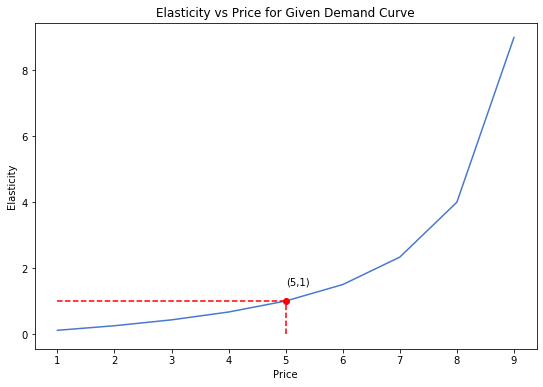 Elasticity vs Price for Given Demand Curve
Elasticity
8
6
4
2
0
(5,1)
1 2 3 4 5 6 7 8 9
Price